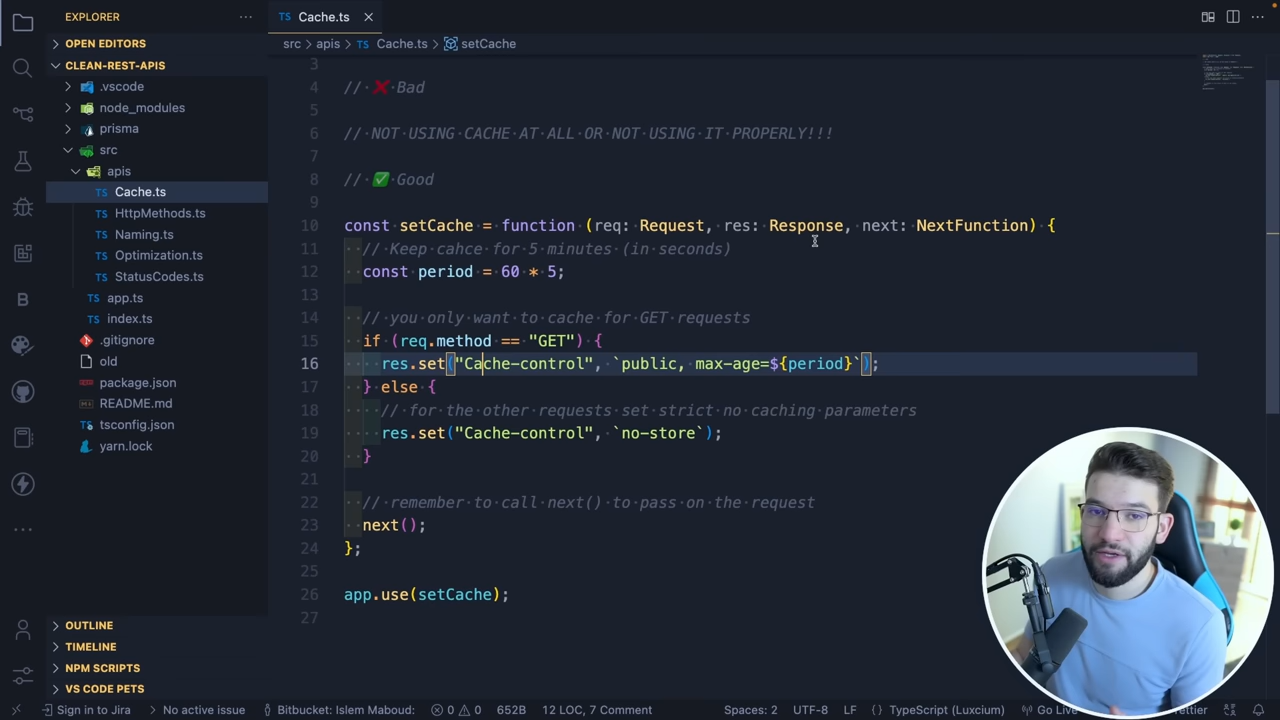 EXPLORER
Cache.ts
OPEN EDITORS
src > apis > TS Cache.ts > setCache
CLEAN-REST-APIS
.vscode
node_modules
prisma
src
apis
TS Cache.ts
TS HttpMethods.ts
TS Naming.ts
TS Optimization.ts
TS StatusCodes.ts
TS app.ts
TS index.ts
.gitignore
old
package.json
README.md
tsconfig.json
yarn.lock
OUTLINE
TIMELINE
NPM SCRIPTS
VS CODE PETS
3
4 // ❌ Bad
5
6 // NOT USING CACHE AT ALL OR NOT USING IT PROPERLY!!!
7
8 // ✅ Good
9
10 const setCache = function (req: Request, res: Response, next: NextFunction) {
11 // Keep cahce for 5 minutes (in seconds)
12 const period = 60 * 5;
13
14 // you only want to cache for GET requests
15 if (req.method == "GET") {
16 res.set("Cache-control", `public, max-age=${period}`);
17 } else {
18 // for the other requests set strict no caching parameters
19 res.set("Cache-control", `no-store`);
20 }
21
22 // remember to call next() to pass on the request
23 next();
24 };
25
26 app.use(setCache);
27
Sign in to Jira No active issue Bitbucket: Islem Maboud: 0 0 652B 12 LOC, 7 Comment Spaces: 2 UTF-8 LF {} TypeScript (Luxcium) Go Live